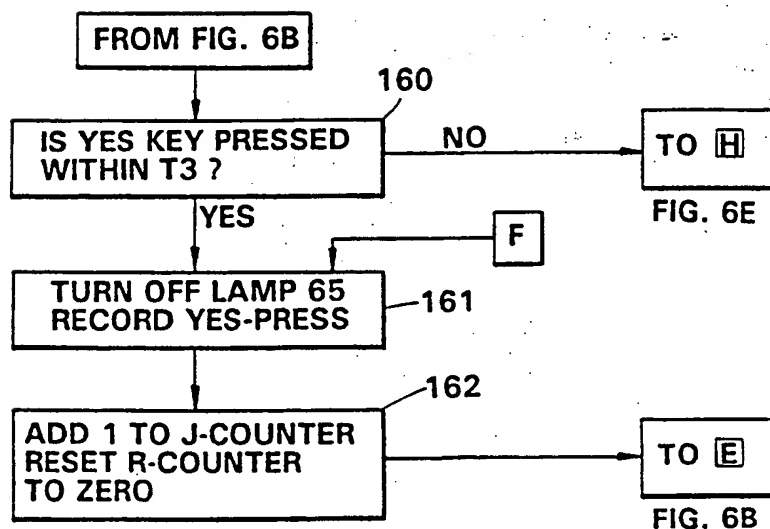 FROM FIG. 6B
160
IS YES KEY PRESSED
WITHIN T3 ?
NO
TO H
FIG. 6E
YES
F
TURN OFF LAMP 65
RECORD YES-PRESS
161
162
ADD 1 TO J-COUNTER
RESET R-COUNTER
TO ZERO
TO E
FIG. 6B